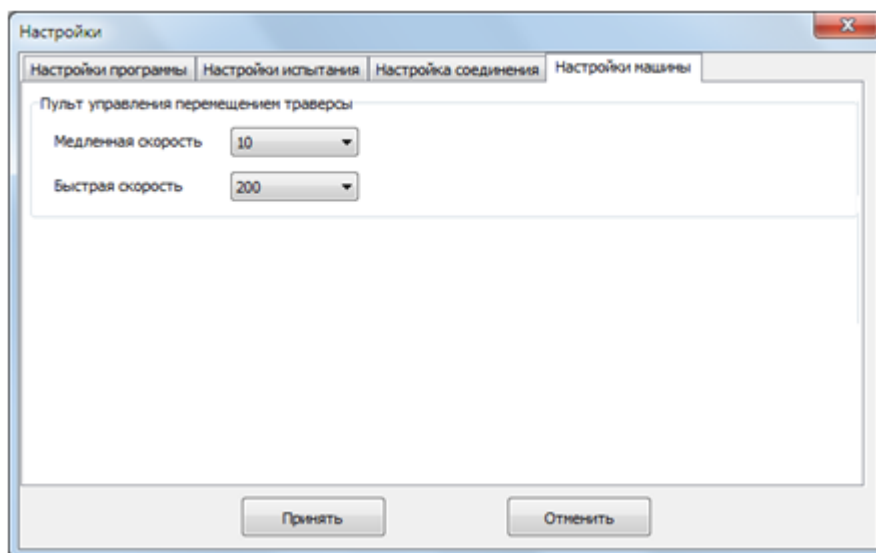 Настройки
Настройки программы Настройки испытания Настройка соединения Настройки машины
Пульт управления перемещением траверсы
Медленная скорость 10
Быстрая скорость 200
Принять Отменить